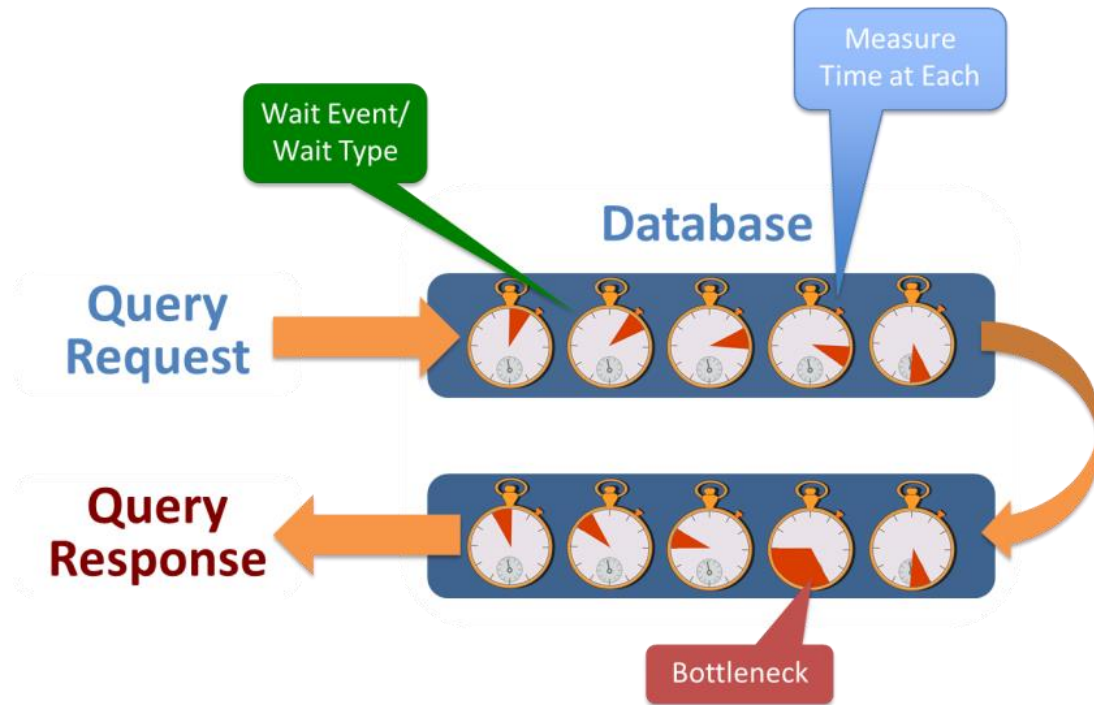 Measure
Time at Each
Wait Event/
Wait Type
Database
Query
Request
Query
Response
Bottleneck